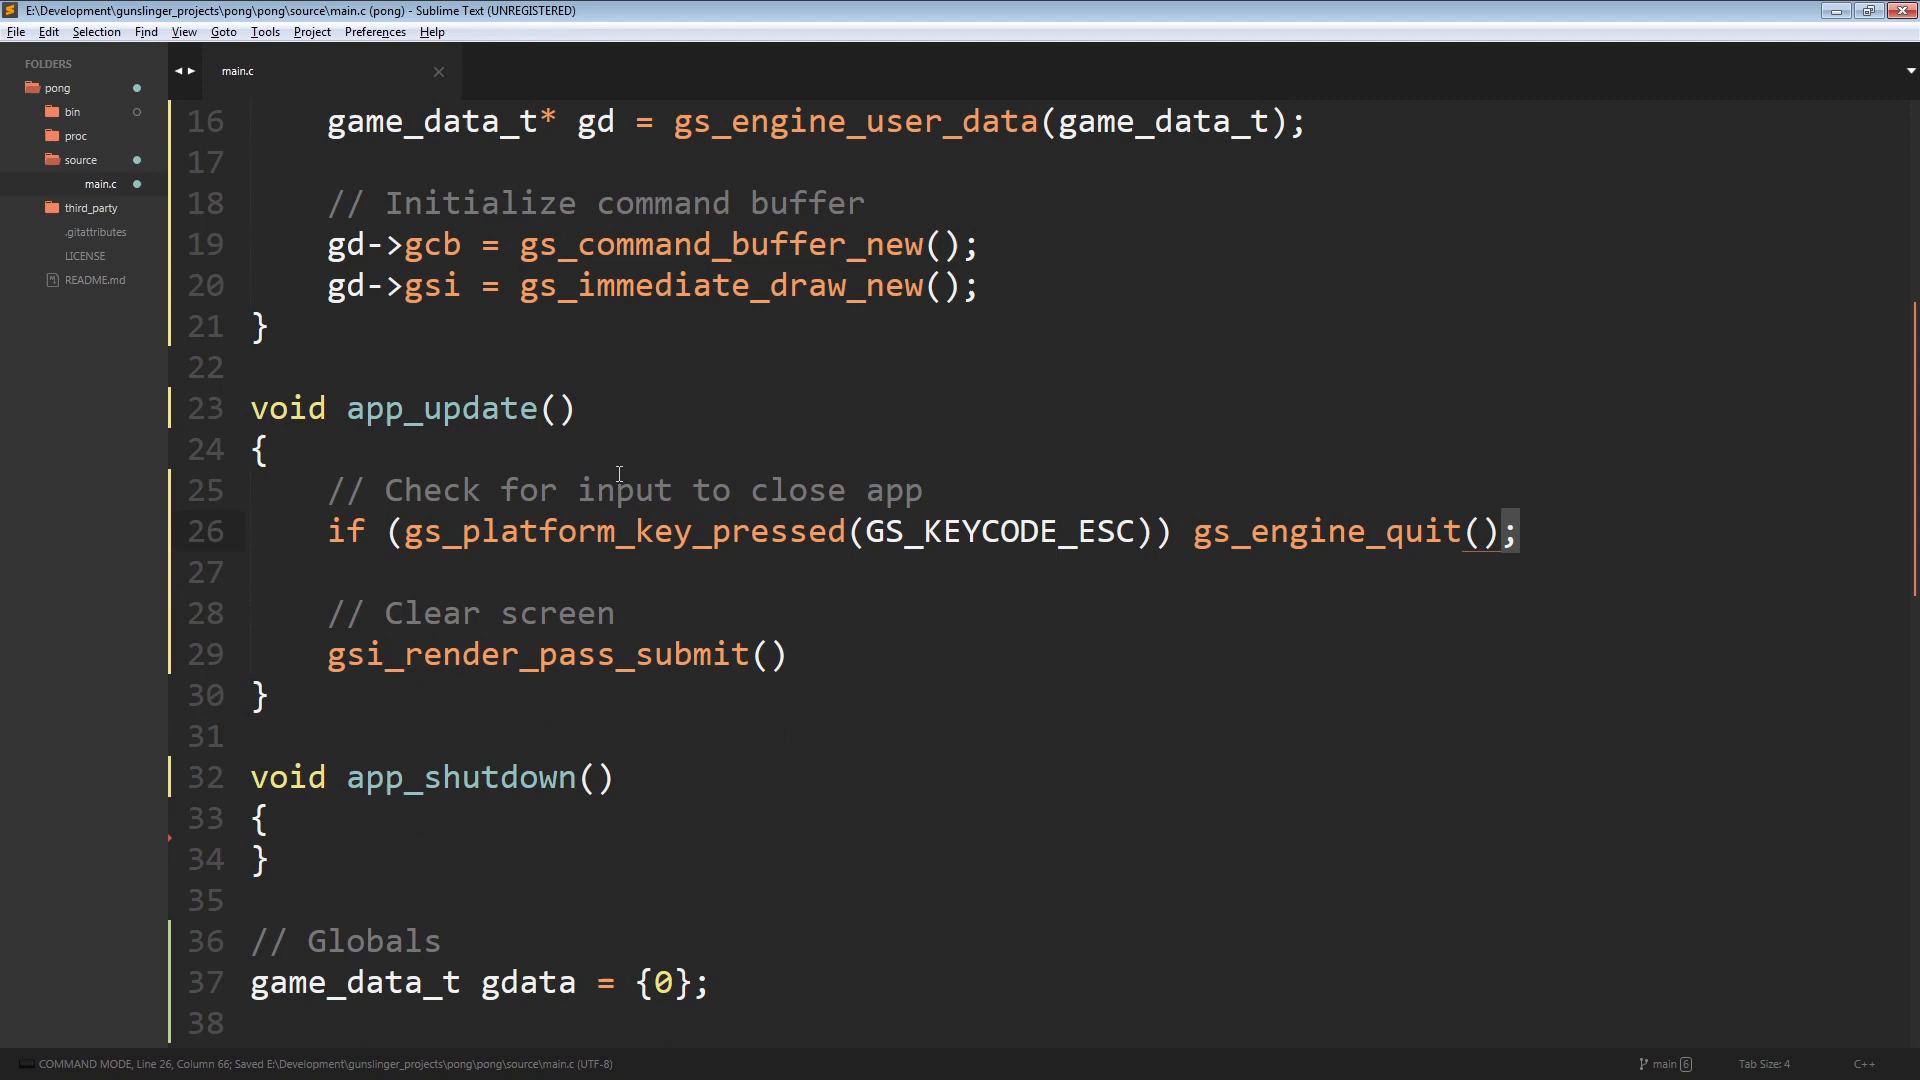 E:\Development\gunslinger_projects\pong\pong\source\main.c (pong) - Sublime Text (UNREGISTERED)
File Edit Selection Find View Goto Tools Project Preferences Help
FOLDERS
pong
bin
proc
source
main.c
third_party
.gitattributes
LICENSE
README.md
main.c
16 game_data_t* gd = gs_engine_user_data(game_data_t);
17
18 // Initialize command buffer
19 gd->gcb = gs_command_buffer_new();
20 gd->gsi = gs_immediate_draw_new();
21 }
22
23 void app_update()
24 {
25 // Check for input to close app
26 if (gs_platform_key_pressed(GS_KEYCODE_ESC)) gs_engine_quit();
27
28 // Clear screen
29 gsi_render_pass_submit()
30 }
31
32 void app_shutdown()
33 {
34 }
35
36 // Globals
37 game_data_t gdata = {0};
38
COMMAND MODE, Line 26, Column 66; Saved E:\Development\gunslinger_projects\pong\pong\source\main.c (UTF-8)
main 6
Tab Size: 4
C++